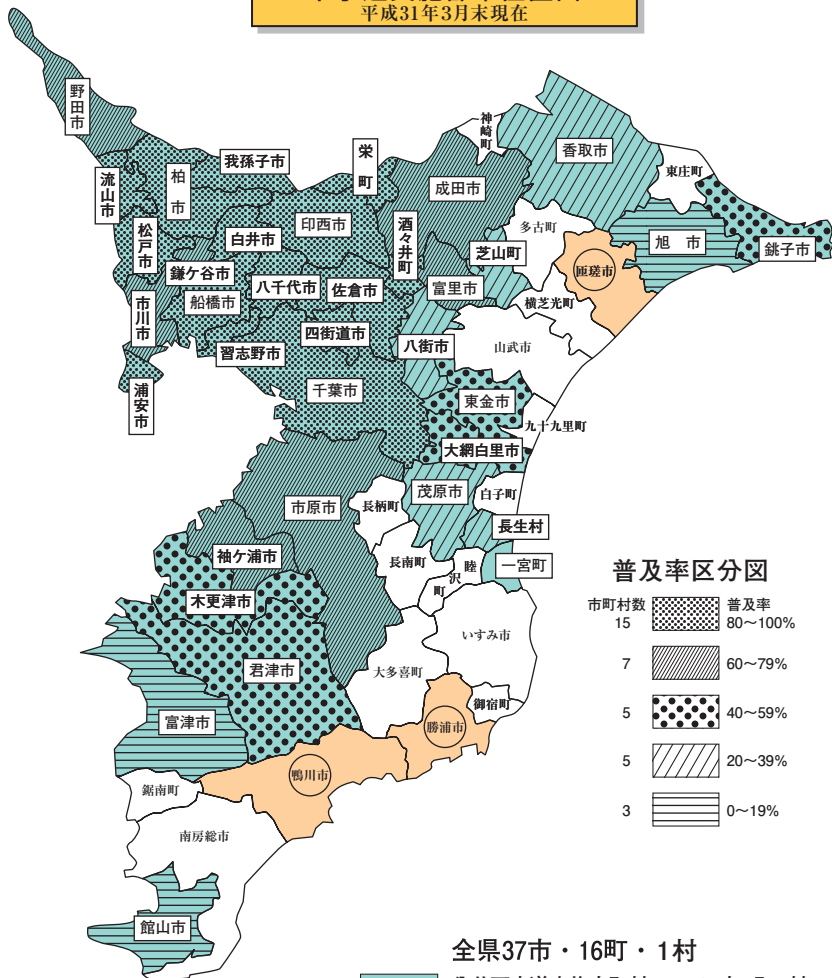 平成31年3月末現在
野田市
神崎町
香取市
我孫子市
栄町
東庄町
柏市
流山市
成田市
印西市
酒々井町
多古町
松戸市
白井市
芝山町
旭市
銚子市
鎌ケ谷市
八千代市
佐倉市
富里市
匝瑳市
市川市
船橋市
横芝光町
四街道市
八街市
山武市
習志野市
浦安市
千葉市
東金市
九十九里町
大網白里市
市原市
長柄町
茂原市
白子町
長生村
袖ケ浦市
長南町
睦沢町
一宮町
木更津市
いすみ市
君津市
大多喜町
富津市
御宿町
勝浦市
鴨川市
鋸南町
南房総市
館山市
普及率区分図
市町村数 普及率
15 80〜100%
7 60〜79%
5 40〜59%
5 20〜39%
3 0〜19%
全県37市・16町・1村